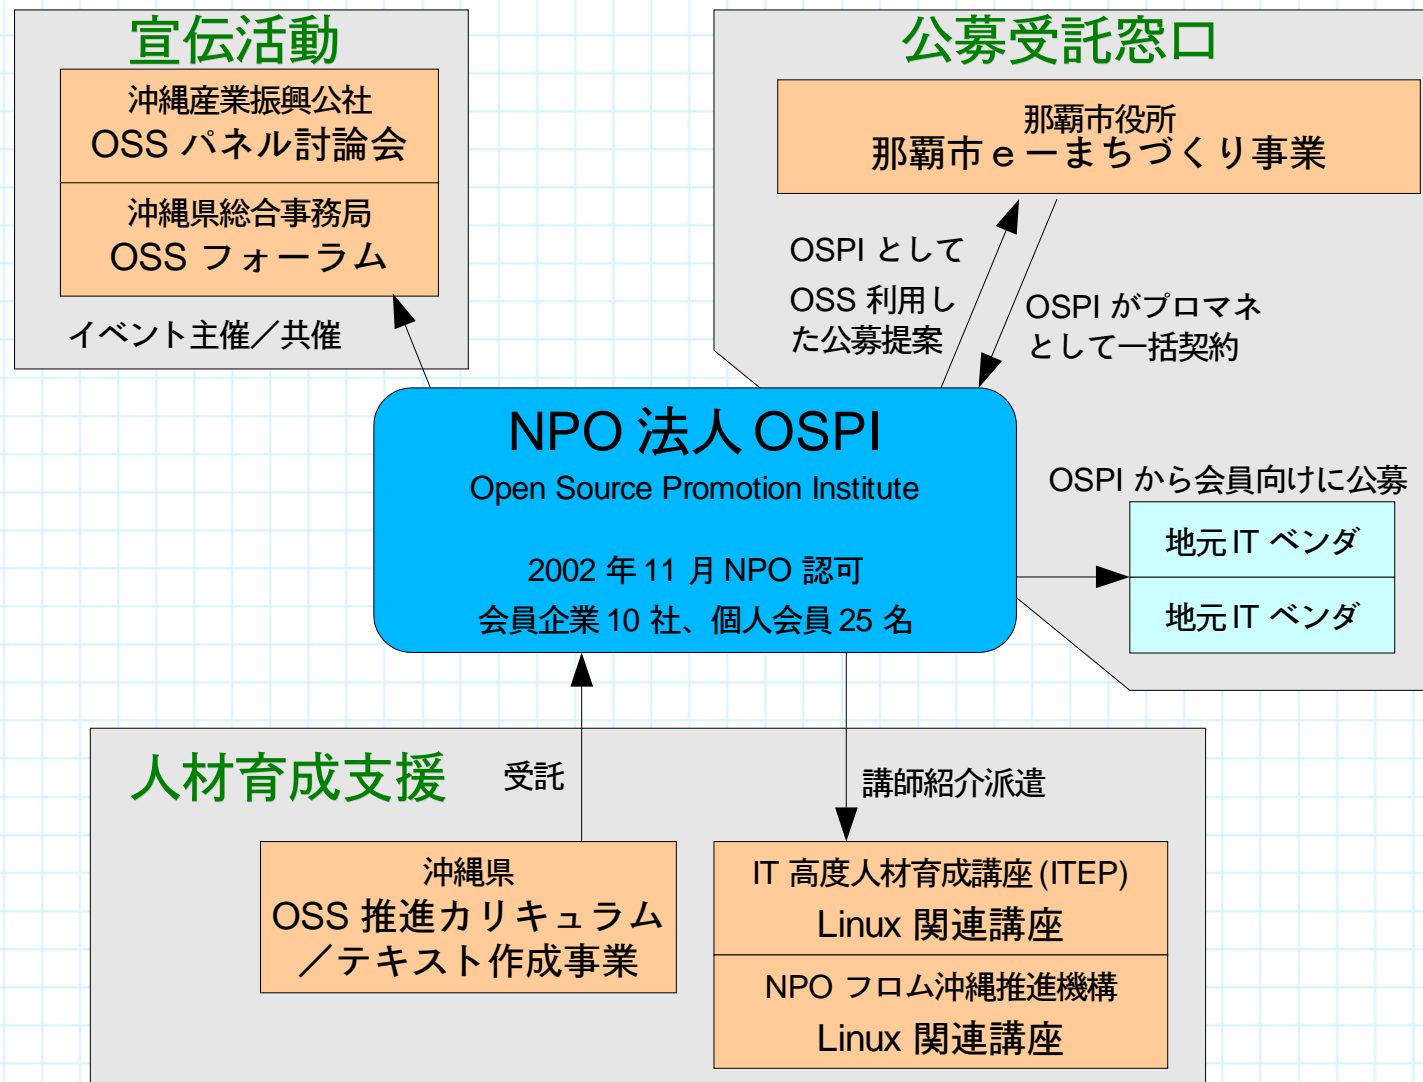 宣伝活動
沖縄産業振興公社
OSS パネル討論会
沖縄県総合事務局
OSS フォーラム
イベント主催／共催
公募受託窓口
那覇市役所
那覇市ｅーまちづくり事業
OSPI として
OSS 利用し
た公募提案
OSPI がプロマネ
として一括契約
NPO 法人 OSPI
Open Source Promotion Institute
2002 年 11 月 NPO 認可
会員企業 10 社、個人会員 25 名
OSPI から会員向けに公募
地元 IT ベンダ
地元 IT ベンダ
人材育成支援
受託
講師紹介派遣
沖縄県
OSS 推進カリキュラム
／テキスト作成事業
IT 高度人材育成講座 (ITEP)
Linux 関連講座
NPO フロム沖縄推進機構
Linux 関連講座